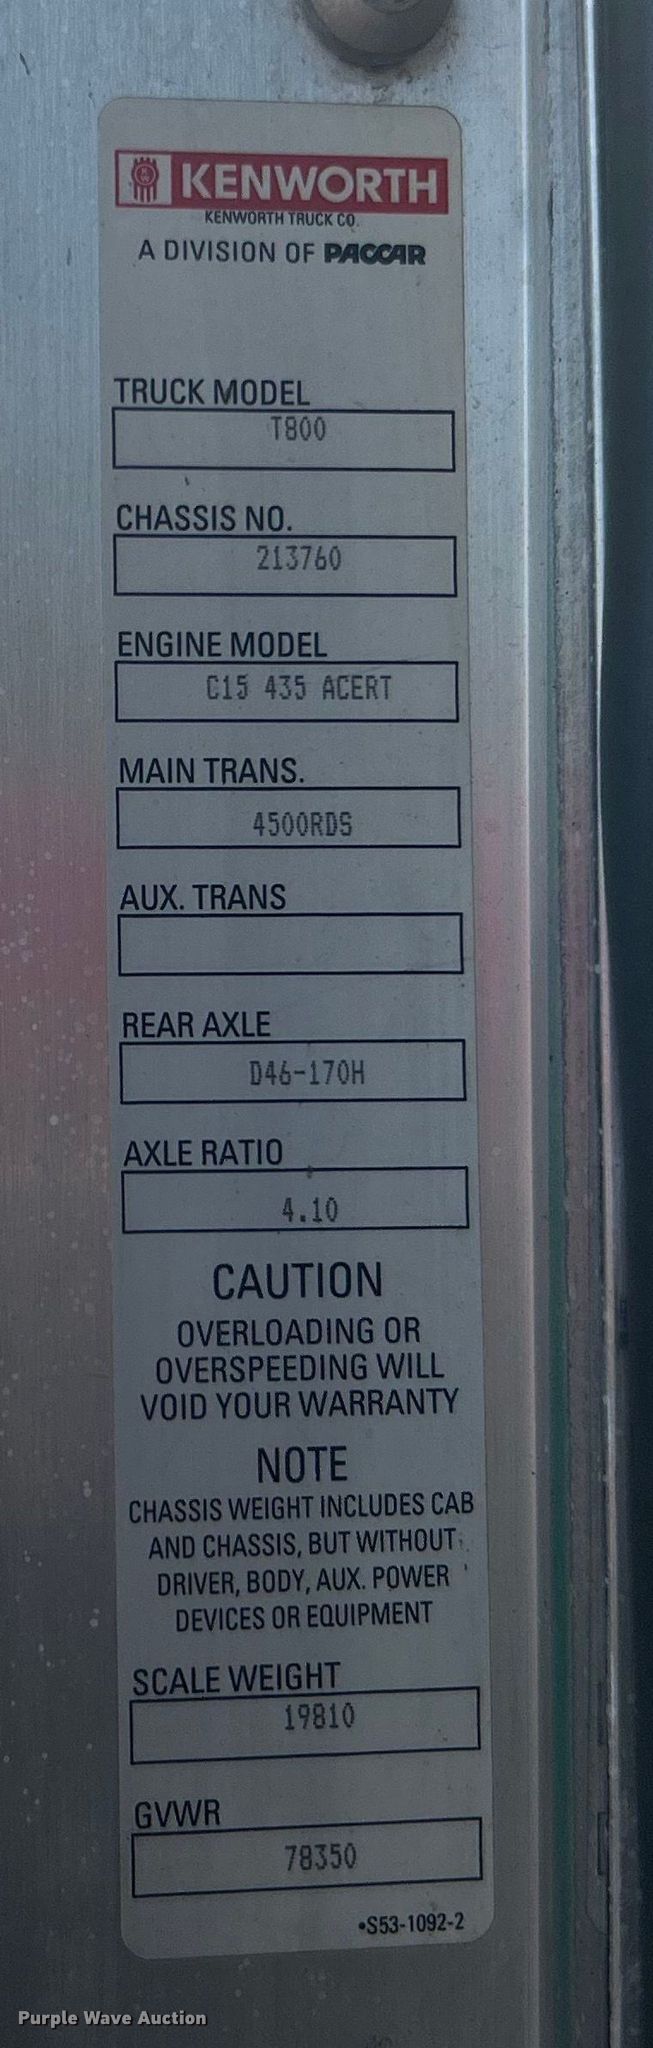 KENWORTH
KENWORTH TRUCK CO.
A DIVISION OF PACCAR
TRUCK MODEL
T800
CHASSIS NO.
213760
ENGINE MODEL
C15 435 ACERT
MAIN TRANS.
4500RDS
AUX. TRANS
REAR AXLE
D46-170H
AXLE RATIO
4.10
CAUTION
OVERLOADING OR
OVERSPEEDING WILL
VOID YOUR WARRANTY
NOTE
CHASSIS WEIGHT INCLUDES CAB
AND CHASSIS, BUT WITHOUT
DRIVER, BODY, AUX. POWER
DEVICES OR EQUIPMENT
SCALE WEIGHT
19810
GVWR
78350
•S53-1092-2
Purple Wave Auction